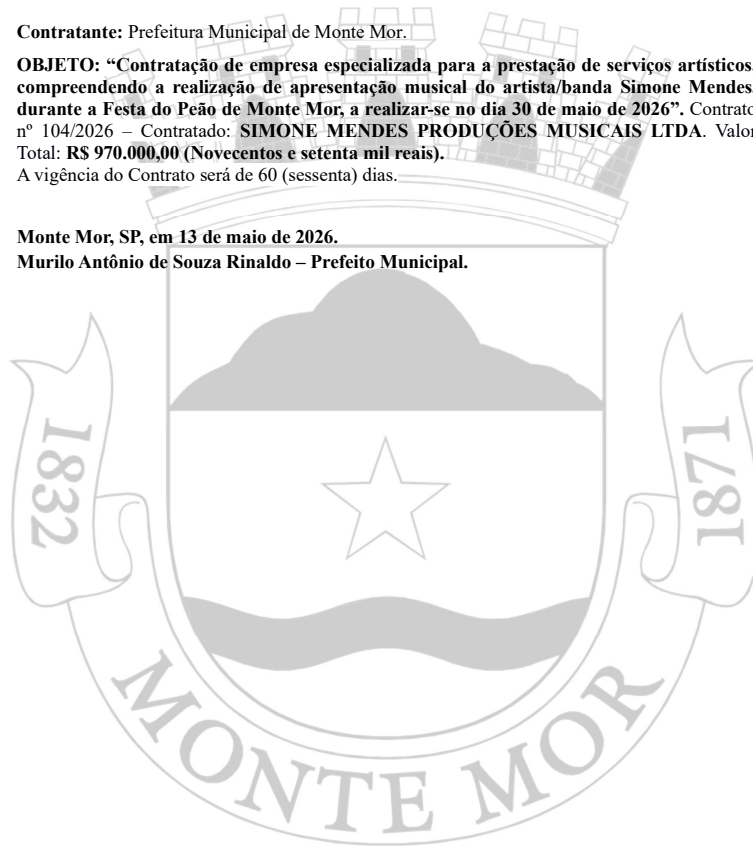 Contratante: Prefeitura Municipal de Monte Mor.
OBJETO: “Contratação de empresa especializada para a prestação de serviços artísticos,
compreendendo a realização de apresentação musical do artista/banda Simone Mendes,
durante a Festa do Peão de Monte Mor, a realizar-se no dia 30 de maio de 2026”. Contrato
nº 104/2026 – Contratado: SIMONE MENDES PRODUÇÕES MUSICAIS LTDA. Valor
Total: R$ 970.000,00 (Novecentos e setenta mil reais).
A vigência do Contrato será de 60 (sessenta) dias.
Monte Mor, SP, em 13 de maio de 2026.
Murilo Antônio de Souza Rinaldo – Prefeito Municipal.
1832
1871
MONTE MOR